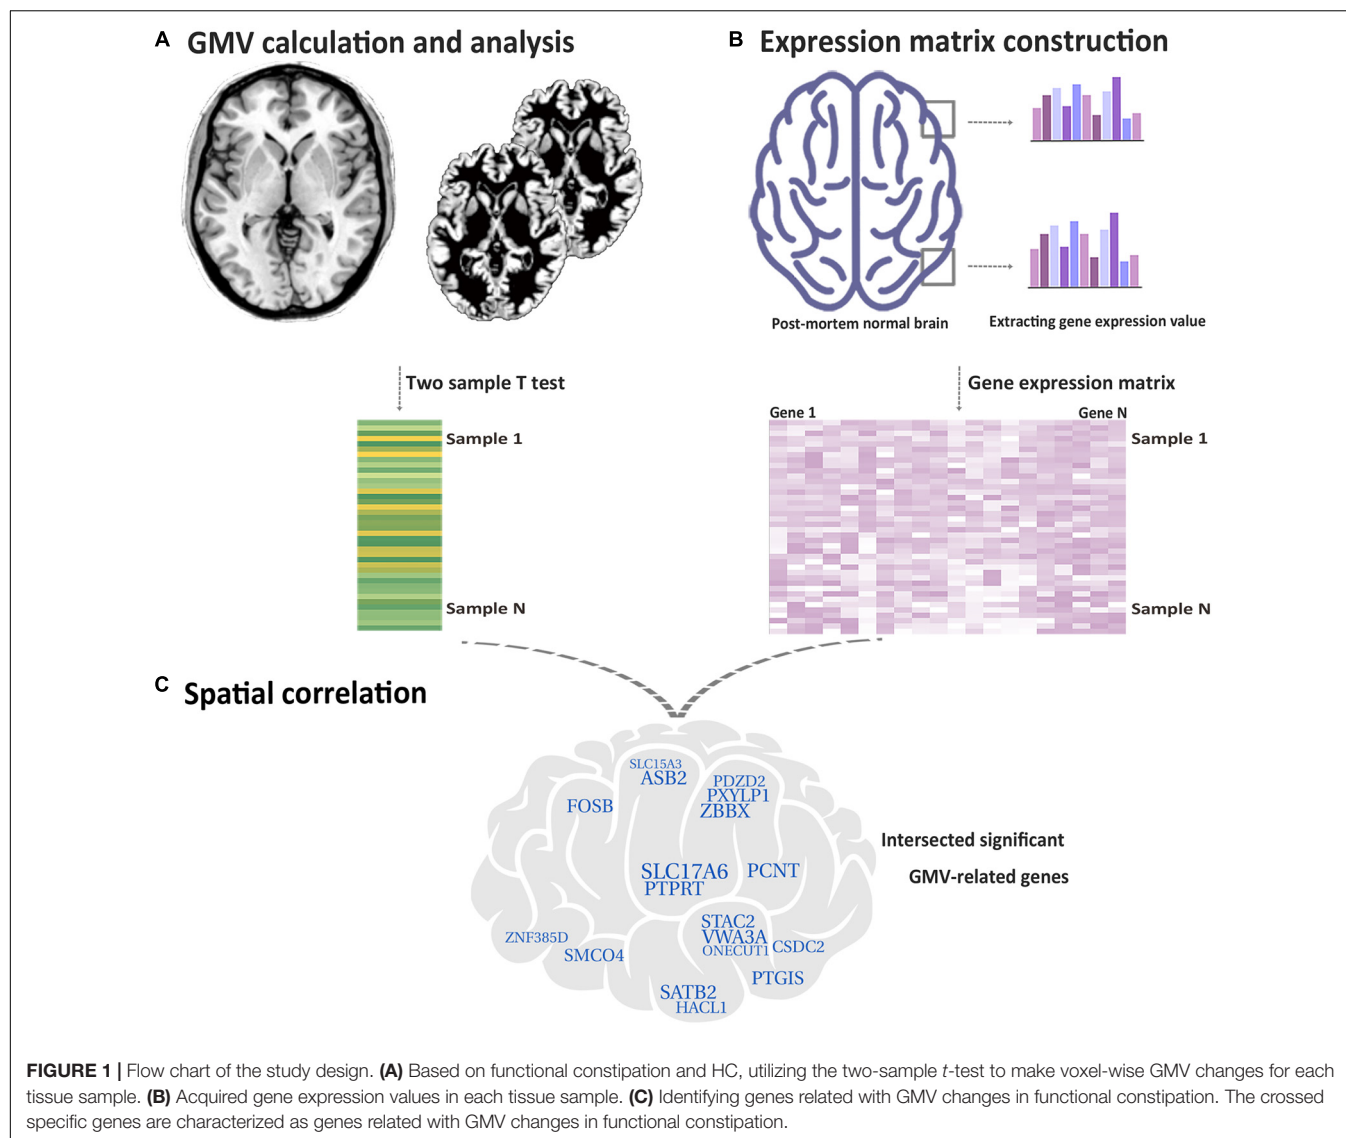 A GMV calculation and analysis
B Expression matrix construction
Post-mortem normal brain
Extracting gene expression value
Two sample T test
Gene expression matrix
Sample 1
Sample N
Gene 1
Gene N
Sample 1
Sample N
C Spatial correlation
SLC15A3
ASB2
PDZD2
PXYLP1
ZBBX
FOSB
SLC17A6
PTPRT
PCNT
STAC2
VWA3A
ONECUT1
CSDC2
ZNF385D
SMCO4
PTGIS
SATB2
HACL1
Intersected significant
GMV-related genes
FIGURE 1 | Flow chart of the study design. (A) Based on functional constipation and HC, utilizing the two-sample t-test to make voxel-wise GMV changes for each
tissue sample. (B) Acquired gene expression values in each tissue sample. (C) Identifying genes related with GMV changes in functional constipation. The crossed
specific genes are characterized as genes related with GMV changes in functional constipation.